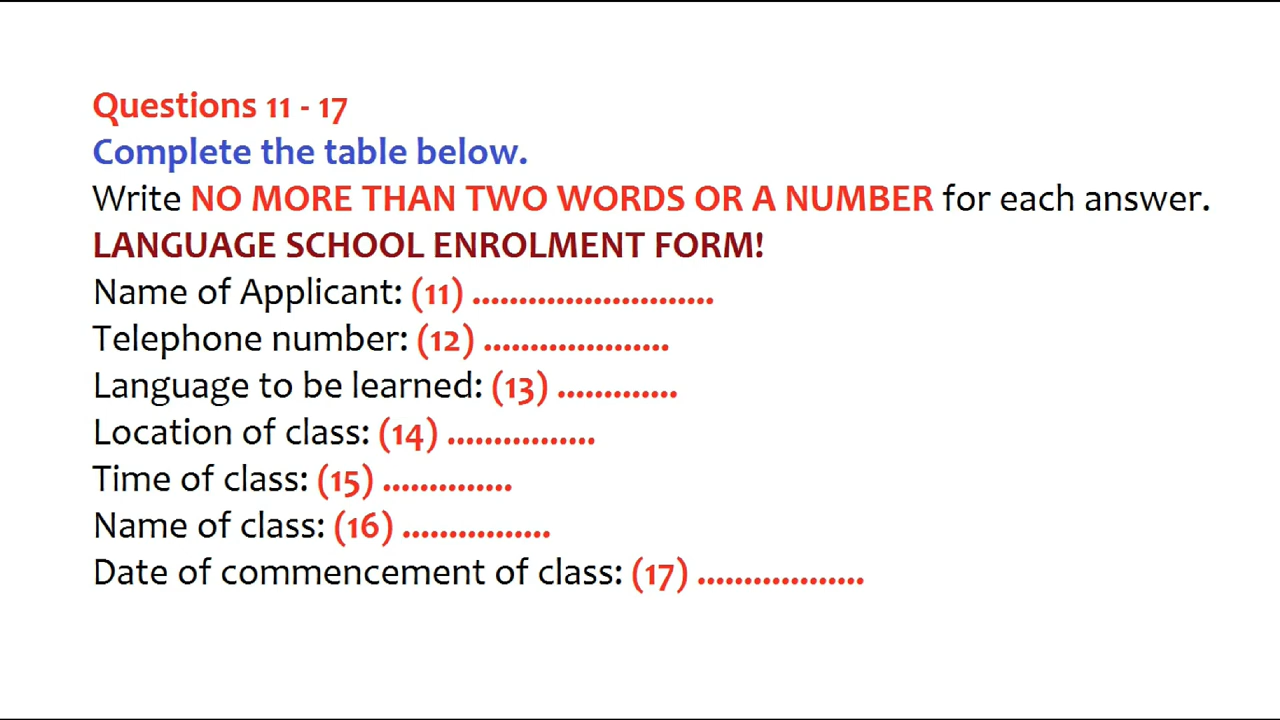 Questions 11 - 17
Complete the table below.
Write NO MORE THAN TWO WORDS OR A NUMBER for each answer.
LANGUAGE SCHOOL ENROLMENT FORM!
Name of Applicant: (11) ..........................
Telephone number: (12) ....................
Language to be learned: (13) .............
Location of class: (14) ................
Time of class: (15) ..............
Name of class: (16) ................
Date of commencement of class: (17) ..................